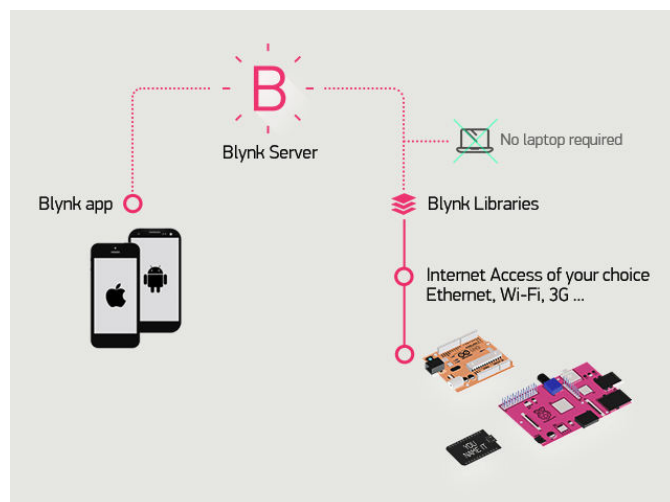 B
Blynk Server
No laptop required
Blynk app
Blynk Libraries
Internet Access of your choice
Ethernet, Wi-Fi, 3G ...
YOU
NAME IT